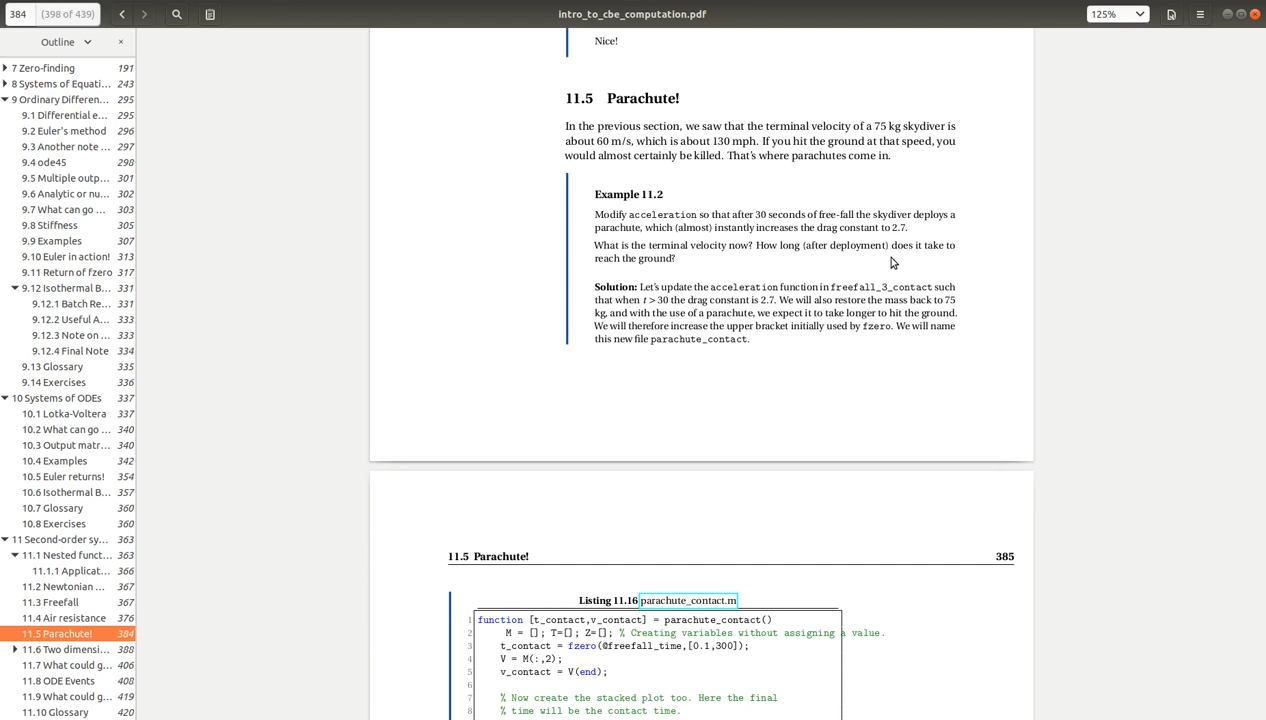 384 (398 of 439)
intro_to_cbe_computation.pdf
125%
Outline
7 Zero-finding 191
8 Systems of Equati... 243
9 Ordinary Differen... 295
9.1 Differential e... 295
9.2 Euler's method 296
9.3 Another note ... 297
9.4 ode45 298
9.5 Multiple outp... 301
9.6 Analytic or nu... 302
9.7 What can go ... 303
9.8 Stiffness 305
9.9 Examples 307
9.10 Euler in action! 313
9.11 Return of fzero 317
9.12 Isothermal B... 331
9.12.1 Batch Re... 331
9.12.2 Useful A... 333
9.12.3 Note on ... 333
9.12.4 Final Note 334
9.13 Glossary 335
9.14 Exercises 336
10 Systems of ODEs 337
10.1 Lotka-Voltera 337
10.2 What can go ... 340
10.3 Output matr... 340
10.4 Examples 342
10.5 Euler returns! 354
10.6 Isothermal B... 357
10.7 Glossary 360
10.8 Exercises 360
11 Second-order sy... 363
11.1 Nested funct... 363
11.1.1 Applicat... 366
11.2 Newtonian ... 367
11.3 Freefall 367
11.4 Air resistance 376
11.5 Parachute! 384
11.6 Two dimensi... 388
11.7 What could g... 406
11.8 ODE Events 408
11.9 What could g... 419
11.10 Glossary 420
Nice!
11.5 Parachute!
In the previous section, we saw that the terminal velocity of a 75 kg skydiver is
about 60 m/s, which is about 130 mph. If you hit the ground at that speed, you
would almost certainly be killed. That's where parachutes come in.
Example 11.2
Modify acceleration so that after 30 seconds of free-fall the skydiver deploys a
parachute, which (almost) instantly increases the drag constant to 2.7.
What is the terminal velocity now? How long (after deployment) does it take to
reach the ground?
Solution: Let's update the acceleration function in freefall_3_contact such
that when t > 30 the drag constant is 2.7. We will also restore the mass back to 75
kg, and with the use of a parachute, we expect it to take longer to hit the ground.
We will therefore increase the upper bracket initially used by fzero. We will name
this new file parachute_contact.
11.5 Parachute! 385
Listing 11.16 parachute_contact.m
1 function [t_contact,v_contact] = parachute_contact()
2 M = []; T=[]; Z=[]; % Creating variables without assigning a value.
3 t_contact = fzero(@freefall_time,[0.1,300]);
4 V = M(:,2);
5 v_contact = V(end);
6
7 % Now create the stacked plot too. Here the final
8 % time will be the contact time.